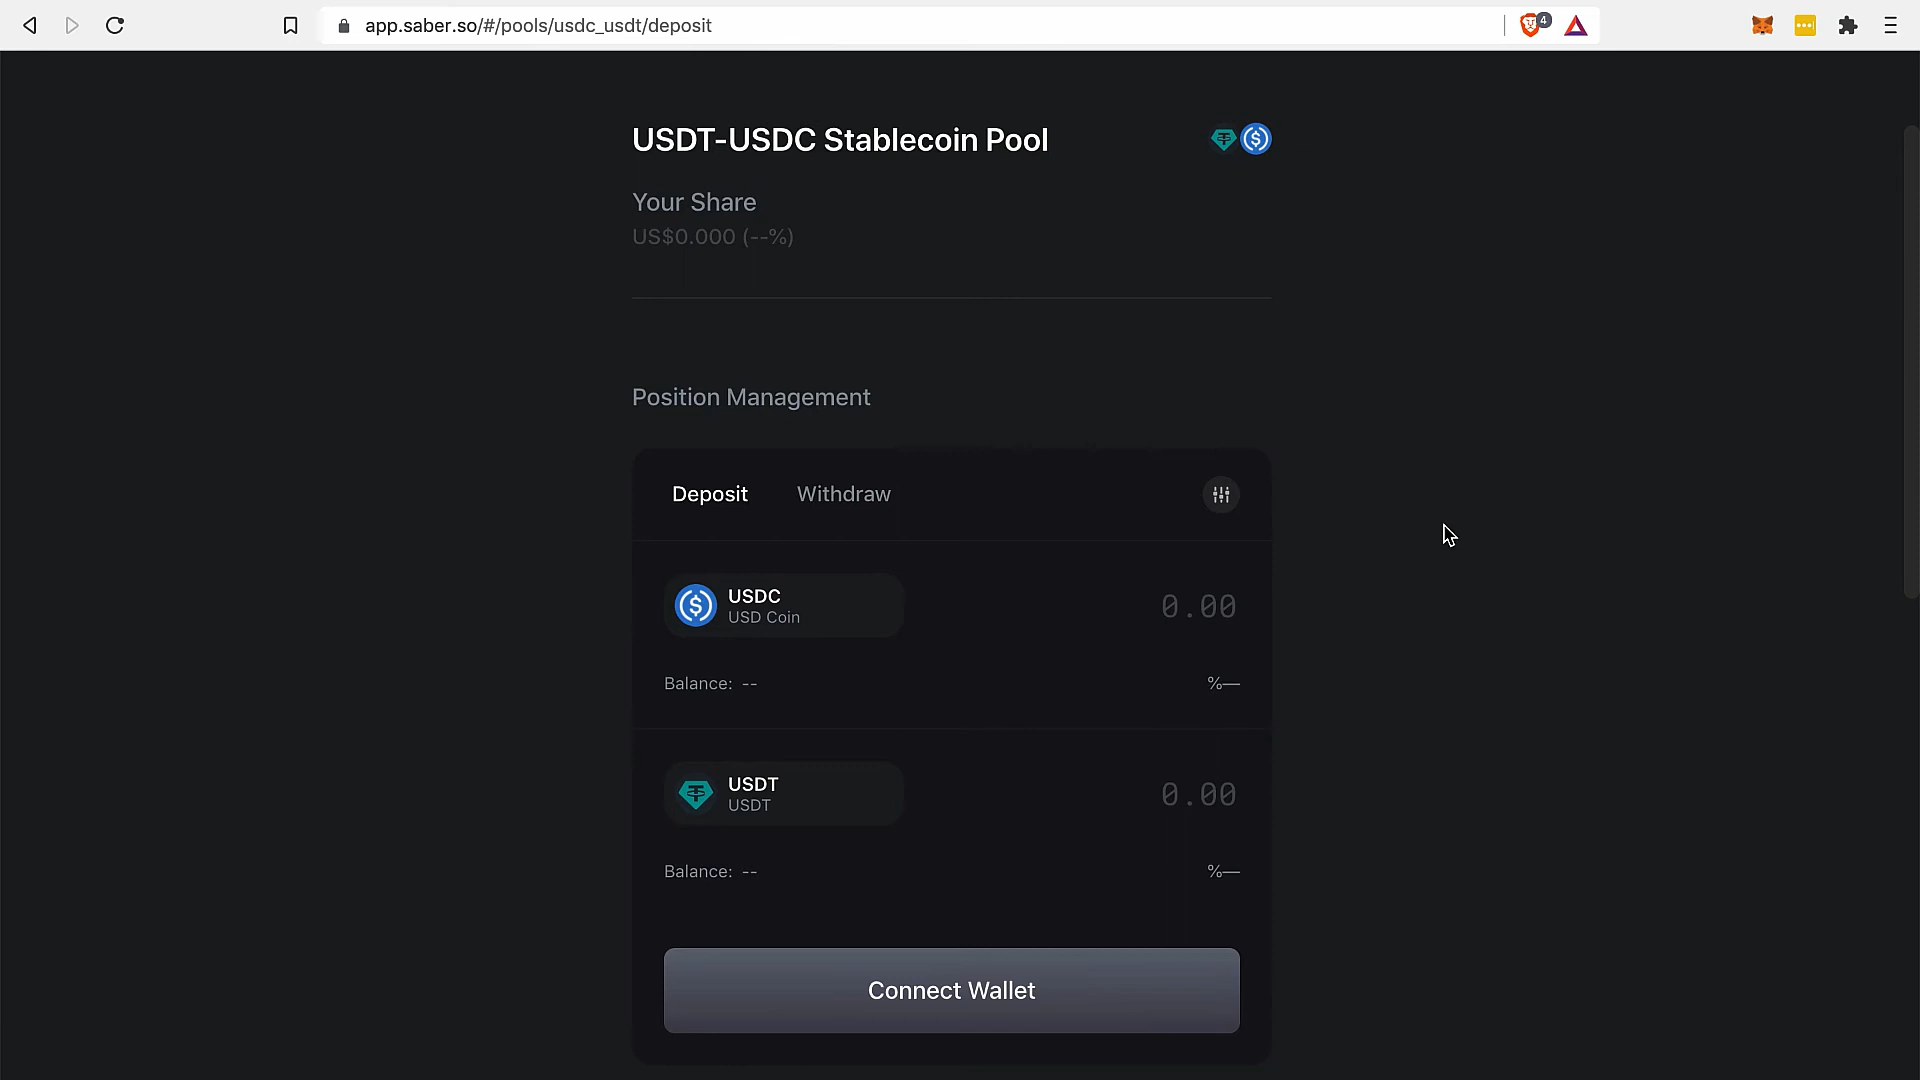 app.saber.so/#/pools/usdc_usdt/deposit
4
USDT-USDC Stablecoin Pool
Your Share
US$0.000 (--%)
Position Management
Deposit Withdraw
USDC
USD Coin
0.00
Balance: -- %—
USDT
USDT
0.00
Balance: -- %—
Connect Wallet